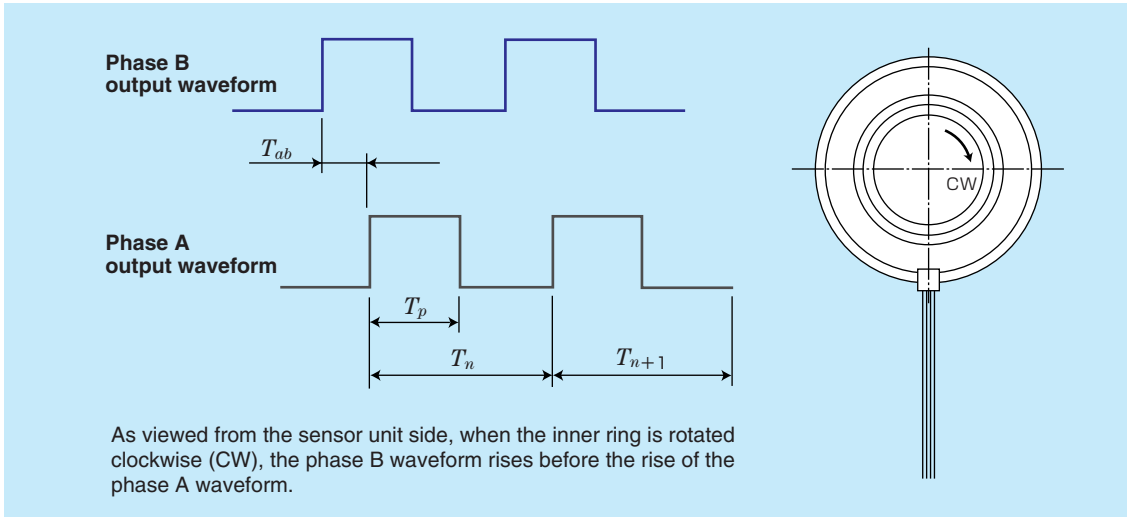 Phase B
output waveform
T_ab
CW
Phase A
output waveform
T_p
T_n
T_{n+1}
As viewed from the sensor unit side, when the inner ring is rotated
clockwise (CW), the phase B waveform rises before the rise of the
phase A waveform.